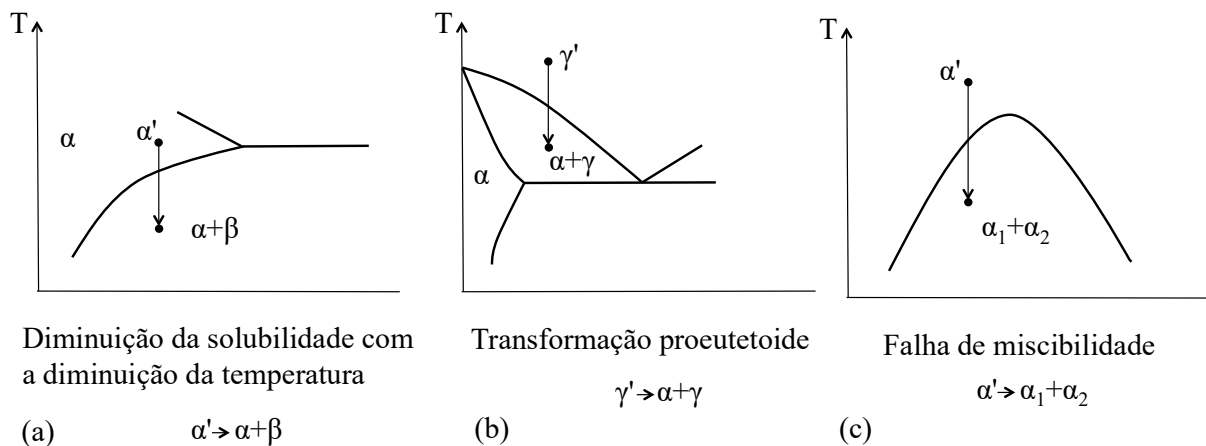 T
α
α'
α+β
Diminuição da solubilidade com
a diminuição da temperatura
(a)
α'→α+β
T
γ'
α+γ
α
Transformação proeutetoide
γ'→α+γ
(b)
T
α'
α₁+α₂
Falha de miscibilidade
α'→α₁+α₂
(c)